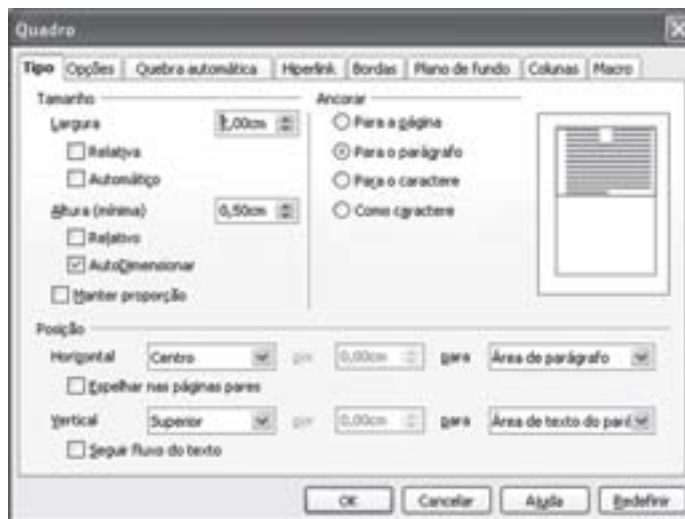 Quadro
Tipo Opções Quebra automática Hiperlink Bordas Plano de fundo Colunas Macro
Tamanho
Largura ,00cm
Relativa
Automático
Altura (mínima) 0,50cm
Relativo
AutoDimensionar
Manter proporção
Ancorar
Para a página
Para o parágrafo
Para o caractere
Como caractere
Posição
Horizontal Centro por 0,00cm para Área de parágrafo
Espelhar nas páginas pares
Vertical Superior por 0,00cm para Área de texto do pará
Seguir fluxo do texto
OK Cancelar Ajuda Redefinir